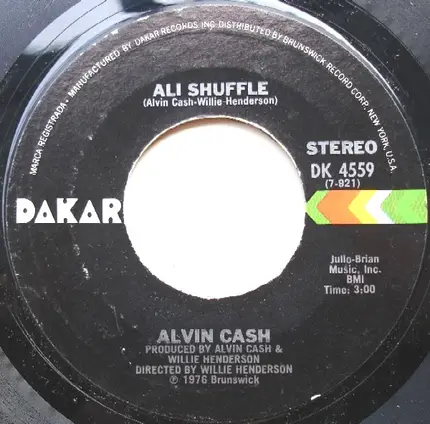 MARCA REGISTRADA - MANUFACTURED BY DAKAR RECORDS INC DISTRIBUTED BY BRUNSWICK RECORD CORP., NEW YORK, U.S.A.
ALI SHUFFLE
(Alvin Cash-Willie Henderson)
STEREO
DK 4559
(7-921)
DAKAR
Julio-Brian
Music, Inc.
BMI
Time: 3:00
ALVIN CASH
PRODUCED BY ALVIN CASH &
WILLIE HENDERSON
DIRECTED BY WILLIE HENDERSON
℗ 1976 Brunswick